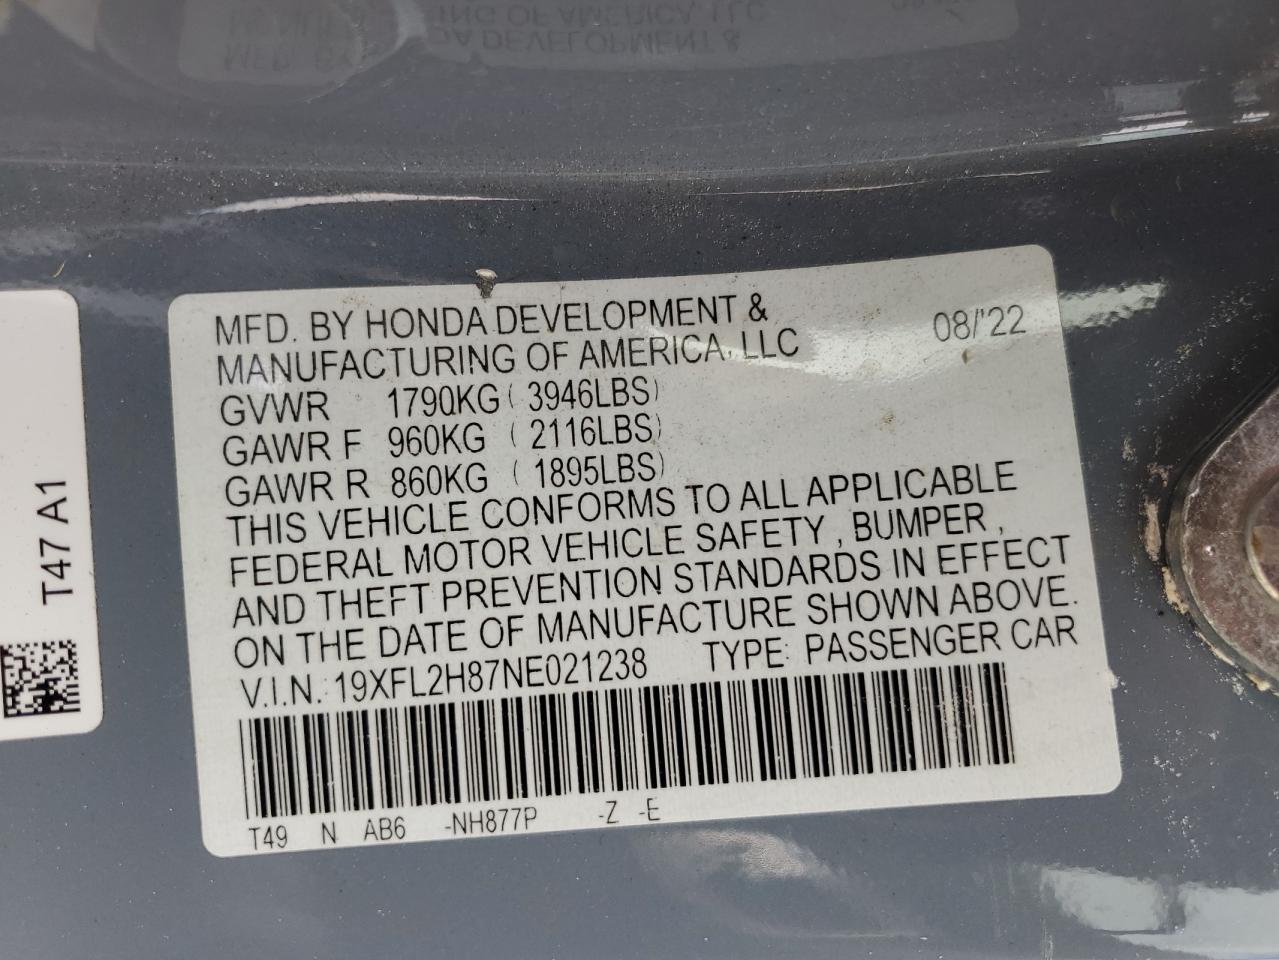 MFD. BY HONDA DEVELOPMENT &
MANUFACTURING OF AMERICA, LLC
08/'22
GVWR 1790KG ( 3946LBS)
GAWR F 960KG ( 2116LBS)
GAWR R 860KG ( 1895LBS)
THIS VEHICLE CONFORMS TO ALL APPLICABLE
FEDERAL MOTOR VEHICLE SAFETY , BUMPER ,
AND THEFT PREVENTION STANDARDS IN EFFECT
ON THE DATE OF MANUFACTURE SHOWN ABOVE.
V.I.N. 19XFL2H87NE021238 TYPE: PASSENGER CAR
T49 N AB6 -NH877P -Z -E
T47 A1